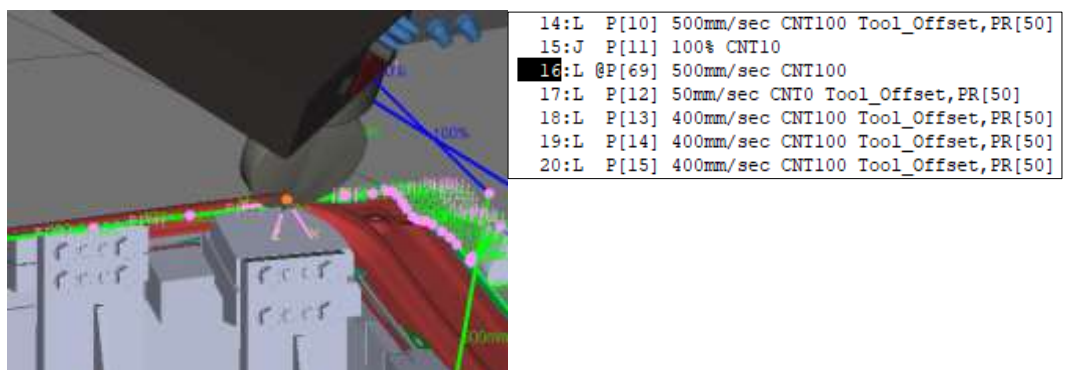 100%
14:L P[10] 500mm/sec CNT100 Tool_Offset,PR[50]
15:J P[11] 100% CNT10
16:L @P[69] 500mm/sec CNT100
17:L P[12] 50mm/sec CNT0 Tool_Offset,PR[50]
18:L P[13] 400mm/sec CNT100 Tool_Offset,PR[50]
19:L P[14] 400mm/sec CNT100 Tool_Offset,PR[50]
20:L P[15] 400mm/sec CNT100 Tool_Offset,PR[50]